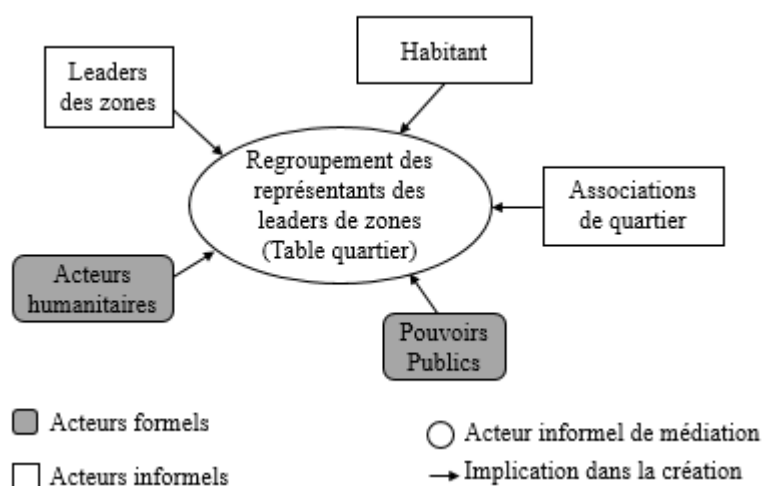 Leaders
des zones
Habitant
Regroupement des
représentants des
leaders de zones
(Table quartier)
Associations
de quartier
Acteurs
humanitaires
Pouvoirs
Publics
Acteurs formels
Acteurs informels
Acteur informel de médiation
Implication dans la création